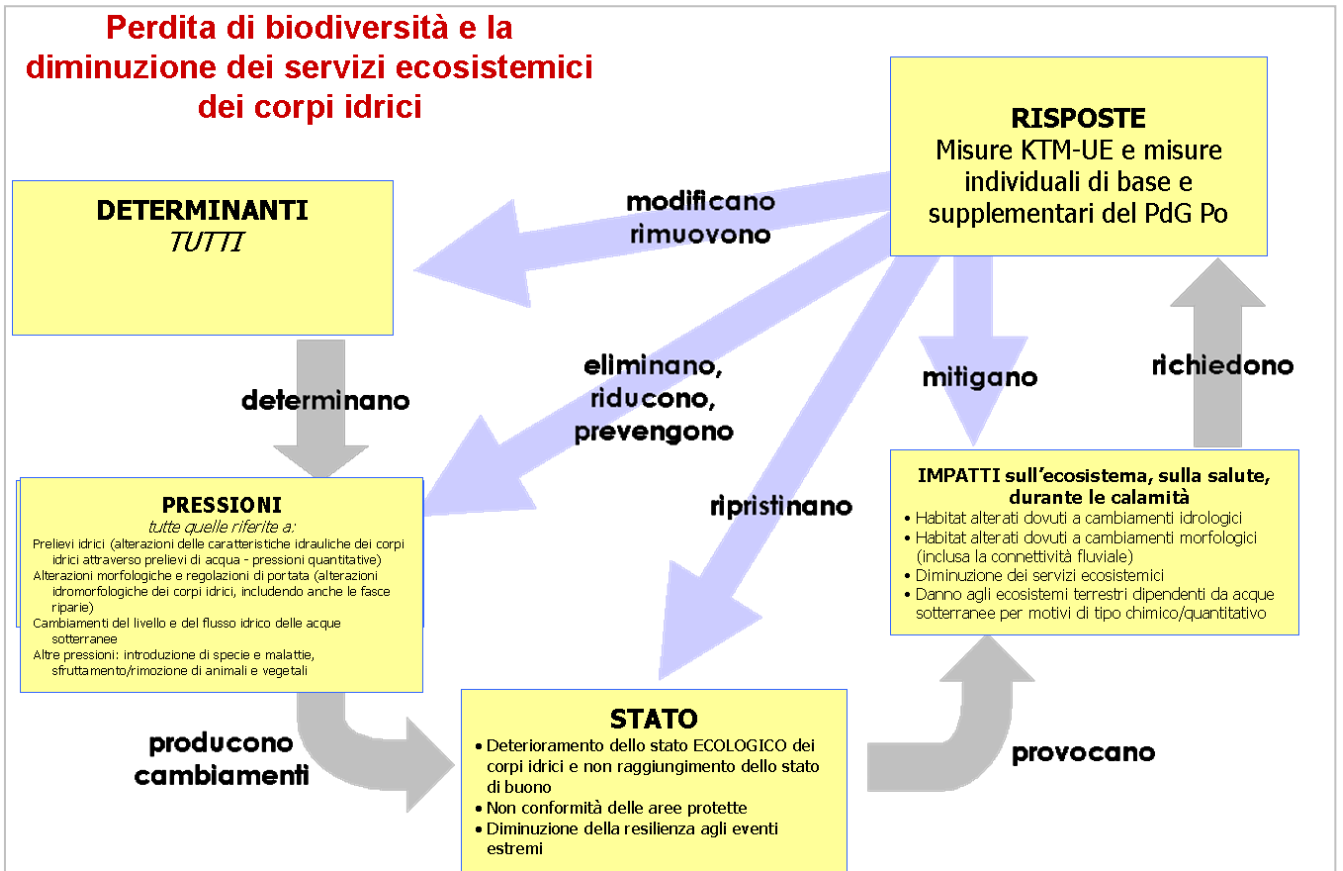 Perdita di biodiversità e la
diminuzione dei servizi ecosistemici
dei corpi idrici
RISPOSTE
Misure KTM-UE e misure
individuali di base e
supplementari del PdG Po
DETERMINANTI
TUTTI
modificano
rimuovono
determinano
eliminano,
riducono,
prevengono
mitigano
richiedono
ripristinano
PRESSIONI
tutte quelle riferite a:
Prelievi idrici (alterazioni delle caratteristiche idrauliche dei corpi
idrici attraverso prelievi di acqua - pressioni quantitative)
Alterazioni morfologiche e regolazioni di portata (alterazioni
idromorfologiche dei corpi idrici, includendo anche le fasce
riparie)
Cambiamenti del livello e del flusso idrico delle acque
sotterranee
Altre pressioni: introduzione di specie e malattie,
sfruttamento/rimozione di animali e vegetali
IMPATTI sull'ecosistema, sulla salute,
durante le calamità
• Habitat alterati dovuti a cambiamenti idrologici
• Habitat alterati dovuti a cambiamenti morfologici
(inclusa la connettività fluviale)
• Diminuzione dei servizi ecosistemici
• Danno agli ecosistemi terrestri dipendenti da acque
sotterranee per motivi di tipo chimico/quantitativo
producono
cambiamenti
STATO
• Deterioramento dello stato ECOLOGICO dei
corpi idrici e non raggiungimento dello stato
di buono
• Non conformità delle aree protette
• Diminuzione della resilienza agli eventi
estremi
provocano